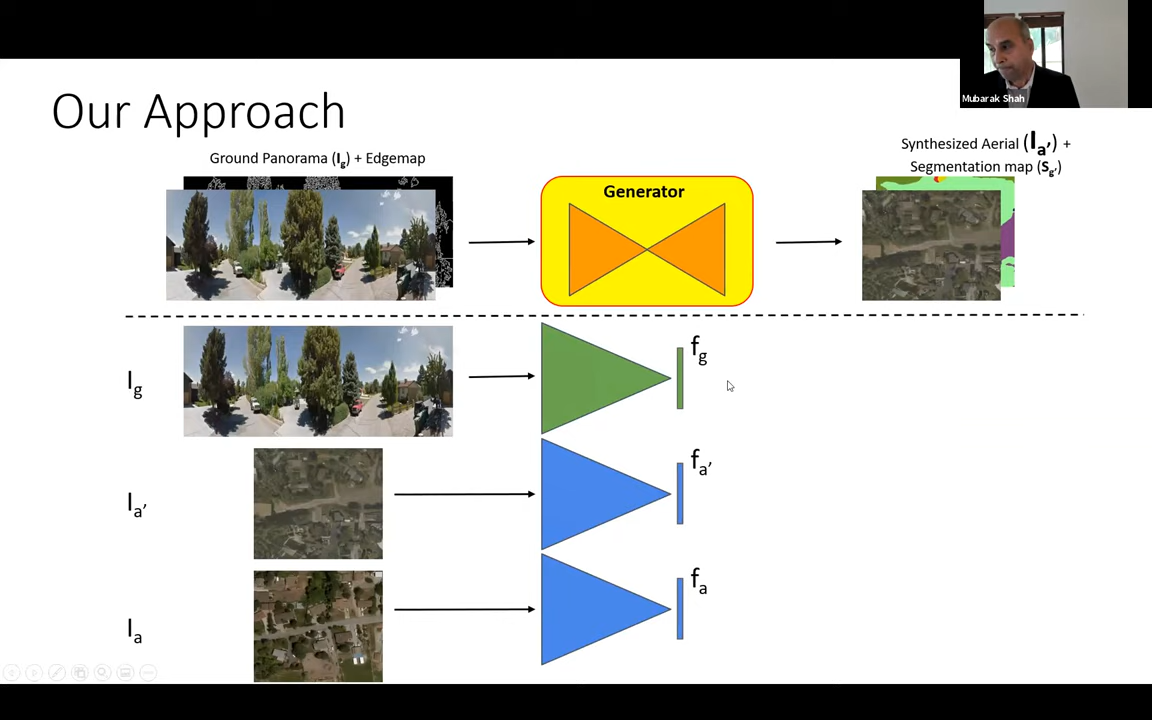 Mubarak Shah
Our Approach
Ground Panorama (Ig) + Edgemap
Synthesized Aerial (Ia') +
Segmentation map (Sg')
Generator
Ig
fg
Ia'
fa'
Ia
fa